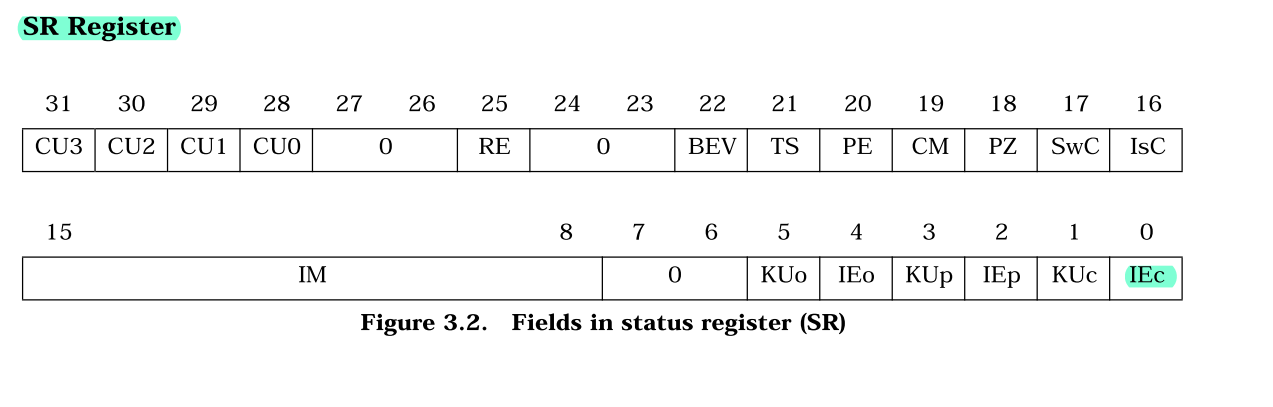 SR Register
31 30 29 28 27 26 25 24 23 22 21 20 19 18 17 16
CU3 CU2 CU1 CU0 0 RE 0 BEV TS PE CM PZ SwC IsC
15 8 7 6 5 4 3 2 1 0
IM 0 KUo IEo KUp IEp KUc IEc
Figure 3.2. Fields in status register (SR)